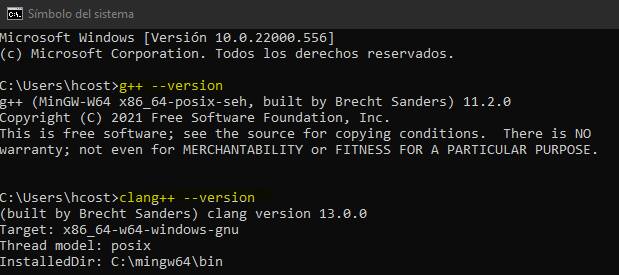 Símbolo del sistema
Microsoft Windows [Versión 10.0.22000.556]
(c) Microsoft Corporation. Todos los derechos reservados.
C:\Users\hcost>g++ --version
g++ (MinGW-W64 x86_64-posix-seh, built by Brecht Sanders) 11.2.0
Copyright (C) 2021 Free Software Foundation, Inc.
This is free software; see the source for copying conditions.  There is NO
warranty; not even for MERCHANTABILITY or FITNESS FOR A PARTICULAR PURPOSE.
C:\Users\hcost>clang++ --version
(built by Brecht Sanders) clang version 13.0.0
Target: x86_64-w64-windows-gnu
Thread model: posix
InstalledDir: C:\mingw64\bin